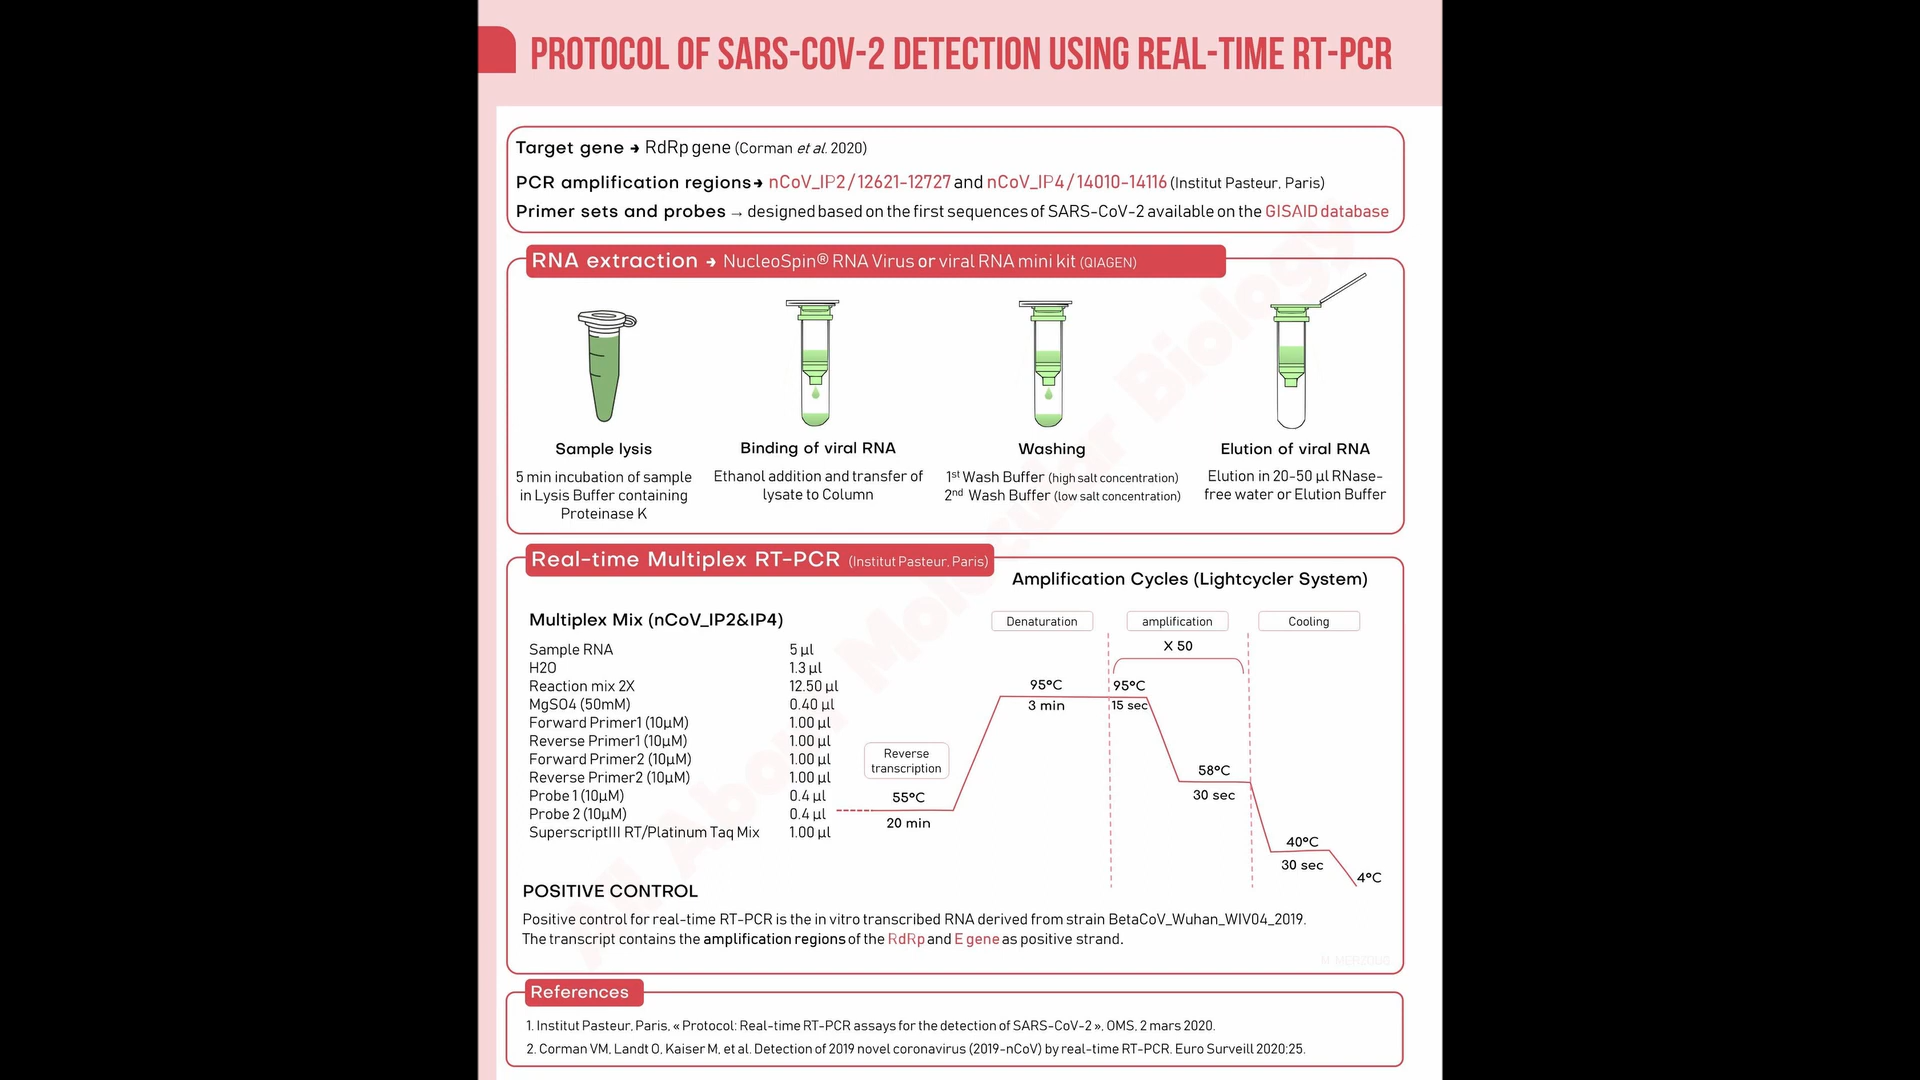 PROTOCOL OF SARS-COV-2 DETECTION USING REAL-TIME RT-PCR
Target gene → RdRp gene (Corman et al. 2020)
PCR amplification regions→ nCoV_IP2/12621-12727 and nCoV_IP4/14010-14116 (Institut Pasteur, Paris)
Primer sets and probes → designed based on the first sequences of SARS-CoV-2 available on the GISAID database
RNA extraction → NucleoSpin® RNA Virus or viral RNA mini kit (QIAGEN)
Sample lysis
5 min incubation of sample
in Lysis Buffer containing
Proteinase K
Binding of viral RNA
Ethanol addition and transfer of
lysate to Column
Washing
1st Wash Buffer (high salt concentration)
2nd Wash Buffer (low salt concentration)
Elution of viral RNA
Elution in 20-50 µl RNase-
free water or Elution Buffer
Real-time Multiplex RT-PCR (Institut Pasteur, Paris)
Multiplex Mix (nCoV_IP2&IP4)
Sample RNA 5 µl
H2O 1.3 µl
Reaction mix 2X 12.50 µl
MgSO4 (50mM) 0.40 µl
Forward Primer1 (10µM) 1.00 µl
Reverse Primer1 (10µM) 1.00 µl
Forward Primer2 (10µM) 1.00 µl
Reverse Primer2 (10µM) 1.00 µl
Probe 1 (10µM) 0.4 µl
Probe 2 (10µM) 0.4 µl
SuperscriptIII RT/Platinum Taq Mix 1.00 µl
Amplification Cycles (Lightcycler System)
Denaturation
amplification
Cooling
X 50
95°C
3 min
95°C
15 sec
Reverse
transcription
55°C
20 min
58°C
30 sec
40°C
30 sec
4°C
POSITIVE CONTROL
Positive control for real-time RT-PCR is the in vitro transcribed RNA derived from strain BetaCoV_Wuhan_WIV04_2019.
The transcript contains the amplification regions of the RdRp and E gene as positive strand.
M. MERZOUG
References
1. Institut Pasteur, Paris, « Protocol: Real-time RT-PCR assays for the detection of SARS-CoV-2 », OMS, 2 mars 2020.
2. Corman VM, Landt O, Kaiser M, et al. Detection of 2019 novel coronavirus (2019-nCoV) by real-time RT-PCR. Euro Surveill 2020;25.
All About Molecular Biology